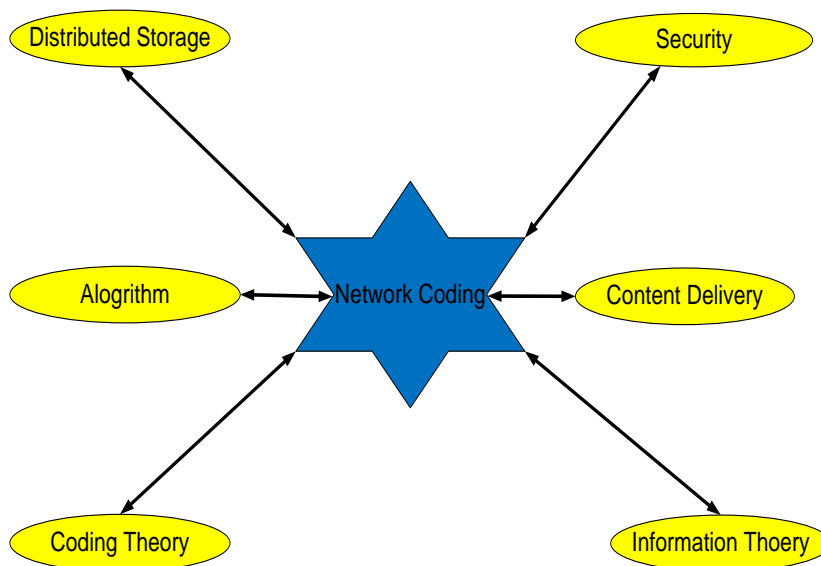 Distributed Storage
Security
Alogrithm
Network Coding
Content Delivery
Coding Theory
Information Thoery